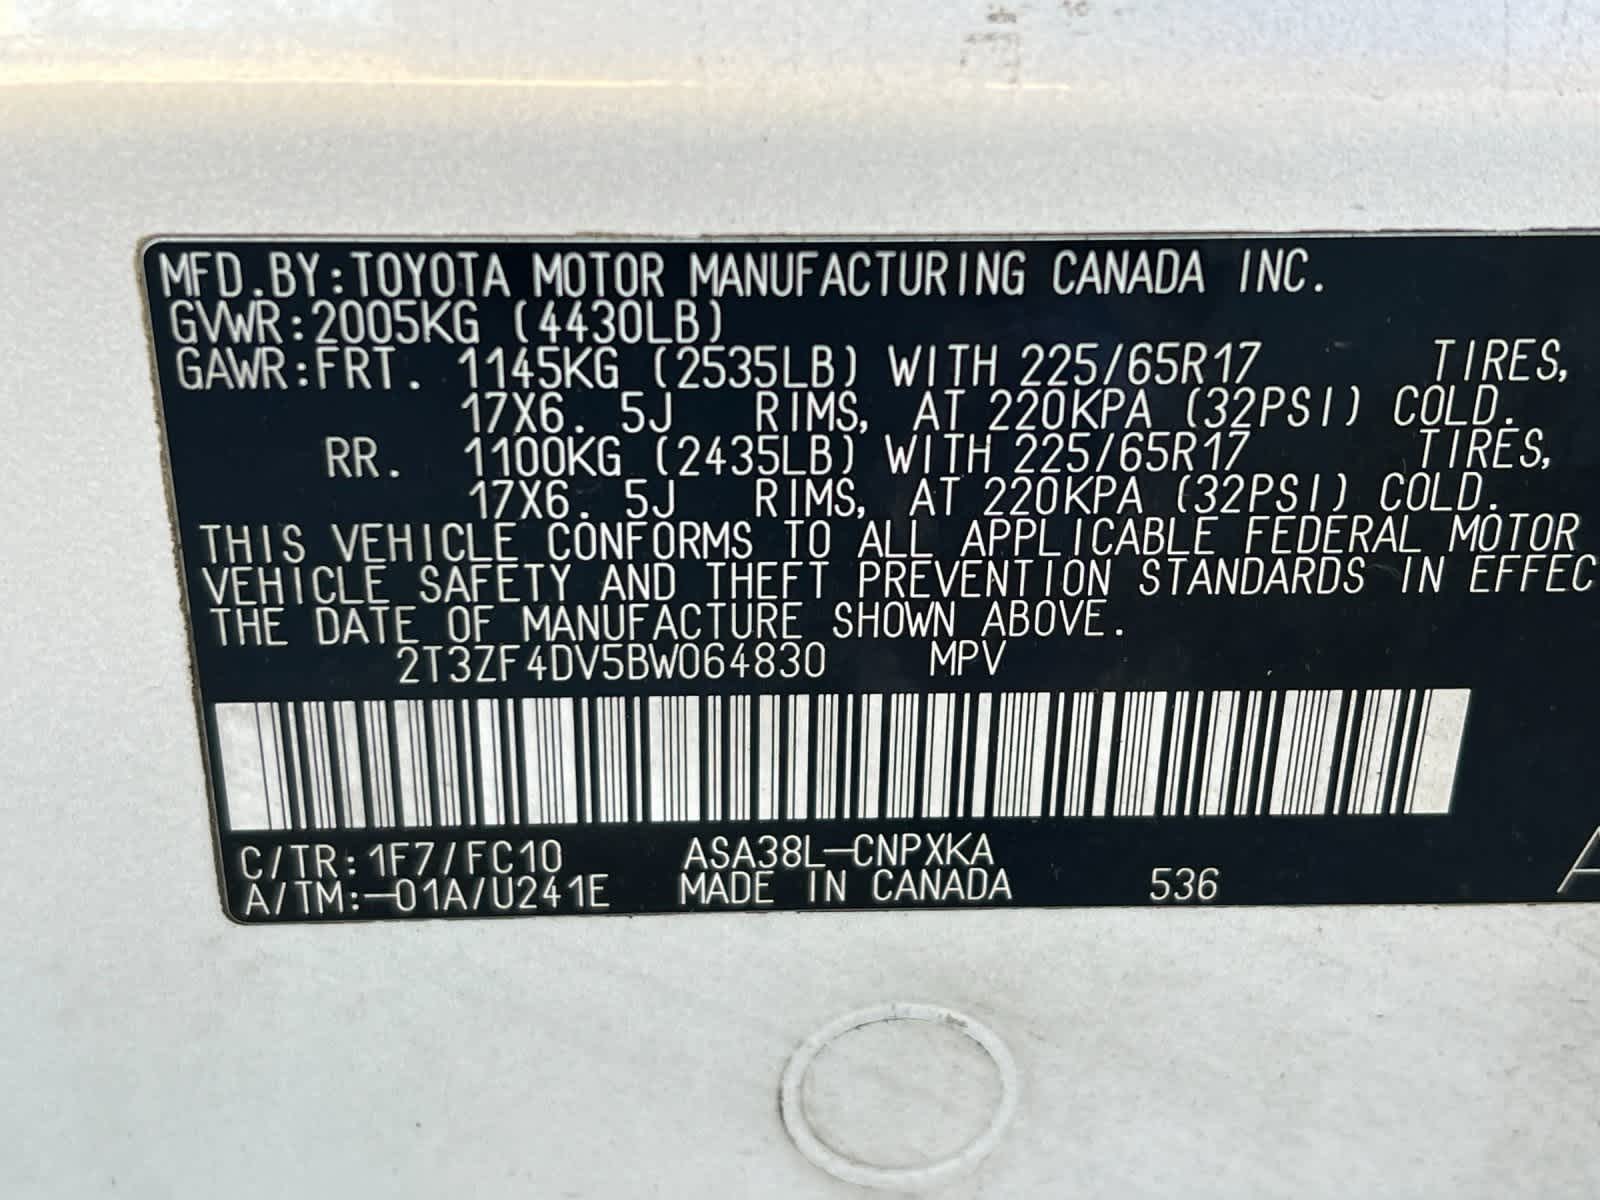 MFD.BY:TOYOTA MOTOR MANUFACTURING CANADA INC.
GVWR:2005KG (4430LB)
GAWR:FRT. 1145KG (2535LB) WITH 225/65R17 TIRES,
17X6. 5J RIMS, AT 220KPA (32PSI) COLD.
RR. 1100KG (2435LB) WITH 225/65R17 TIRES,
17X6. 5J RIMS, AT 220KPA (32PSI) COLD.
THIS VEHICLE CONFORMS TO ALL APPLICABLE FEDERAL MOTOR
VEHICLE SAFETY AND THEFT PREVENTION STANDARDS IN EFFEC
THE DATE OF MANUFACTURE SHOWN ABOVE.
2T3ZF4DV5BW064830 MPV
C/TR: 1F7/FC10 ASA38L-CNPXKA
A/TM:-01A/U241E MADE IN CANADA 536